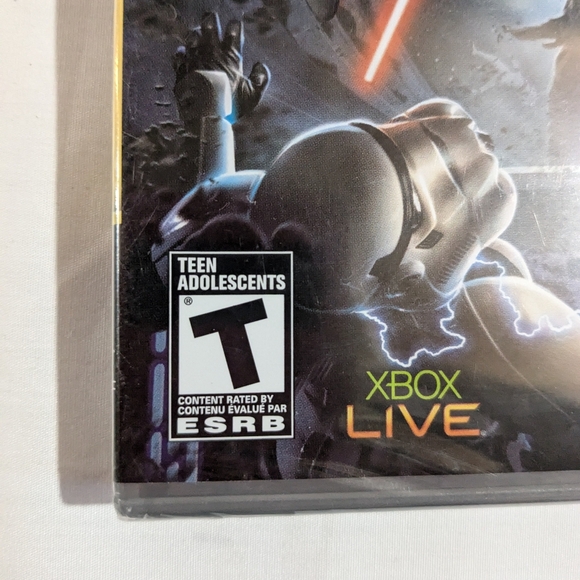 TEEN
ADOLESCENTS
®
T
CONTENT RATED BY
CONTENU ÉVALUÉ PAR
ESRB
XBOX
LIVE